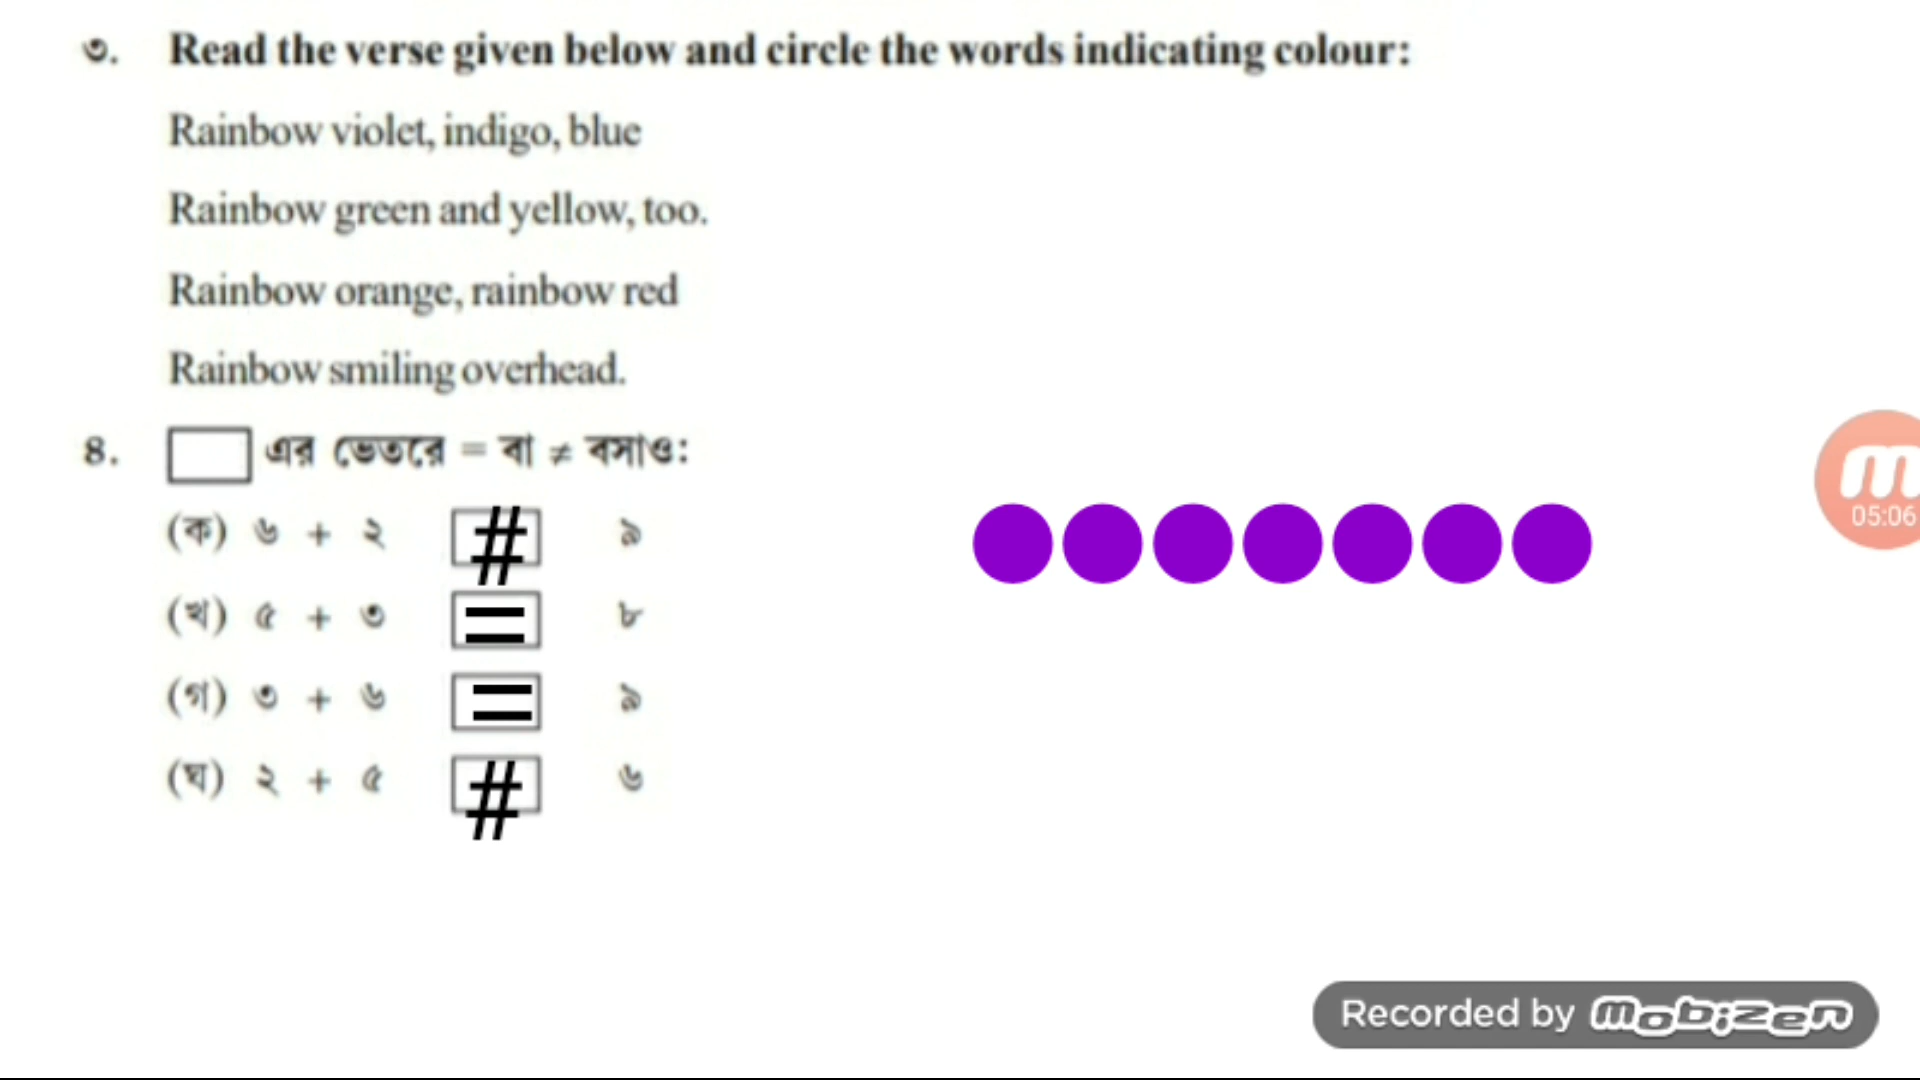 ৩. Read the verse given below and circle the words indicating colour:
Rainbow violet, indigo, blue
Rainbow green and yellow, too.
Rainbow orange, rainbow red
Rainbow smiling overhead.
৪. এর ভেতরে = বা ≠ বসাও:
(ক) ৬ + ২ # ৯
(খ) ৫ + ৩ = ৮
(গ) ৩ + ৬ = ৯
(ঘ) ২ + ৫ # ৬
m
05:06
Recorded by mobizen